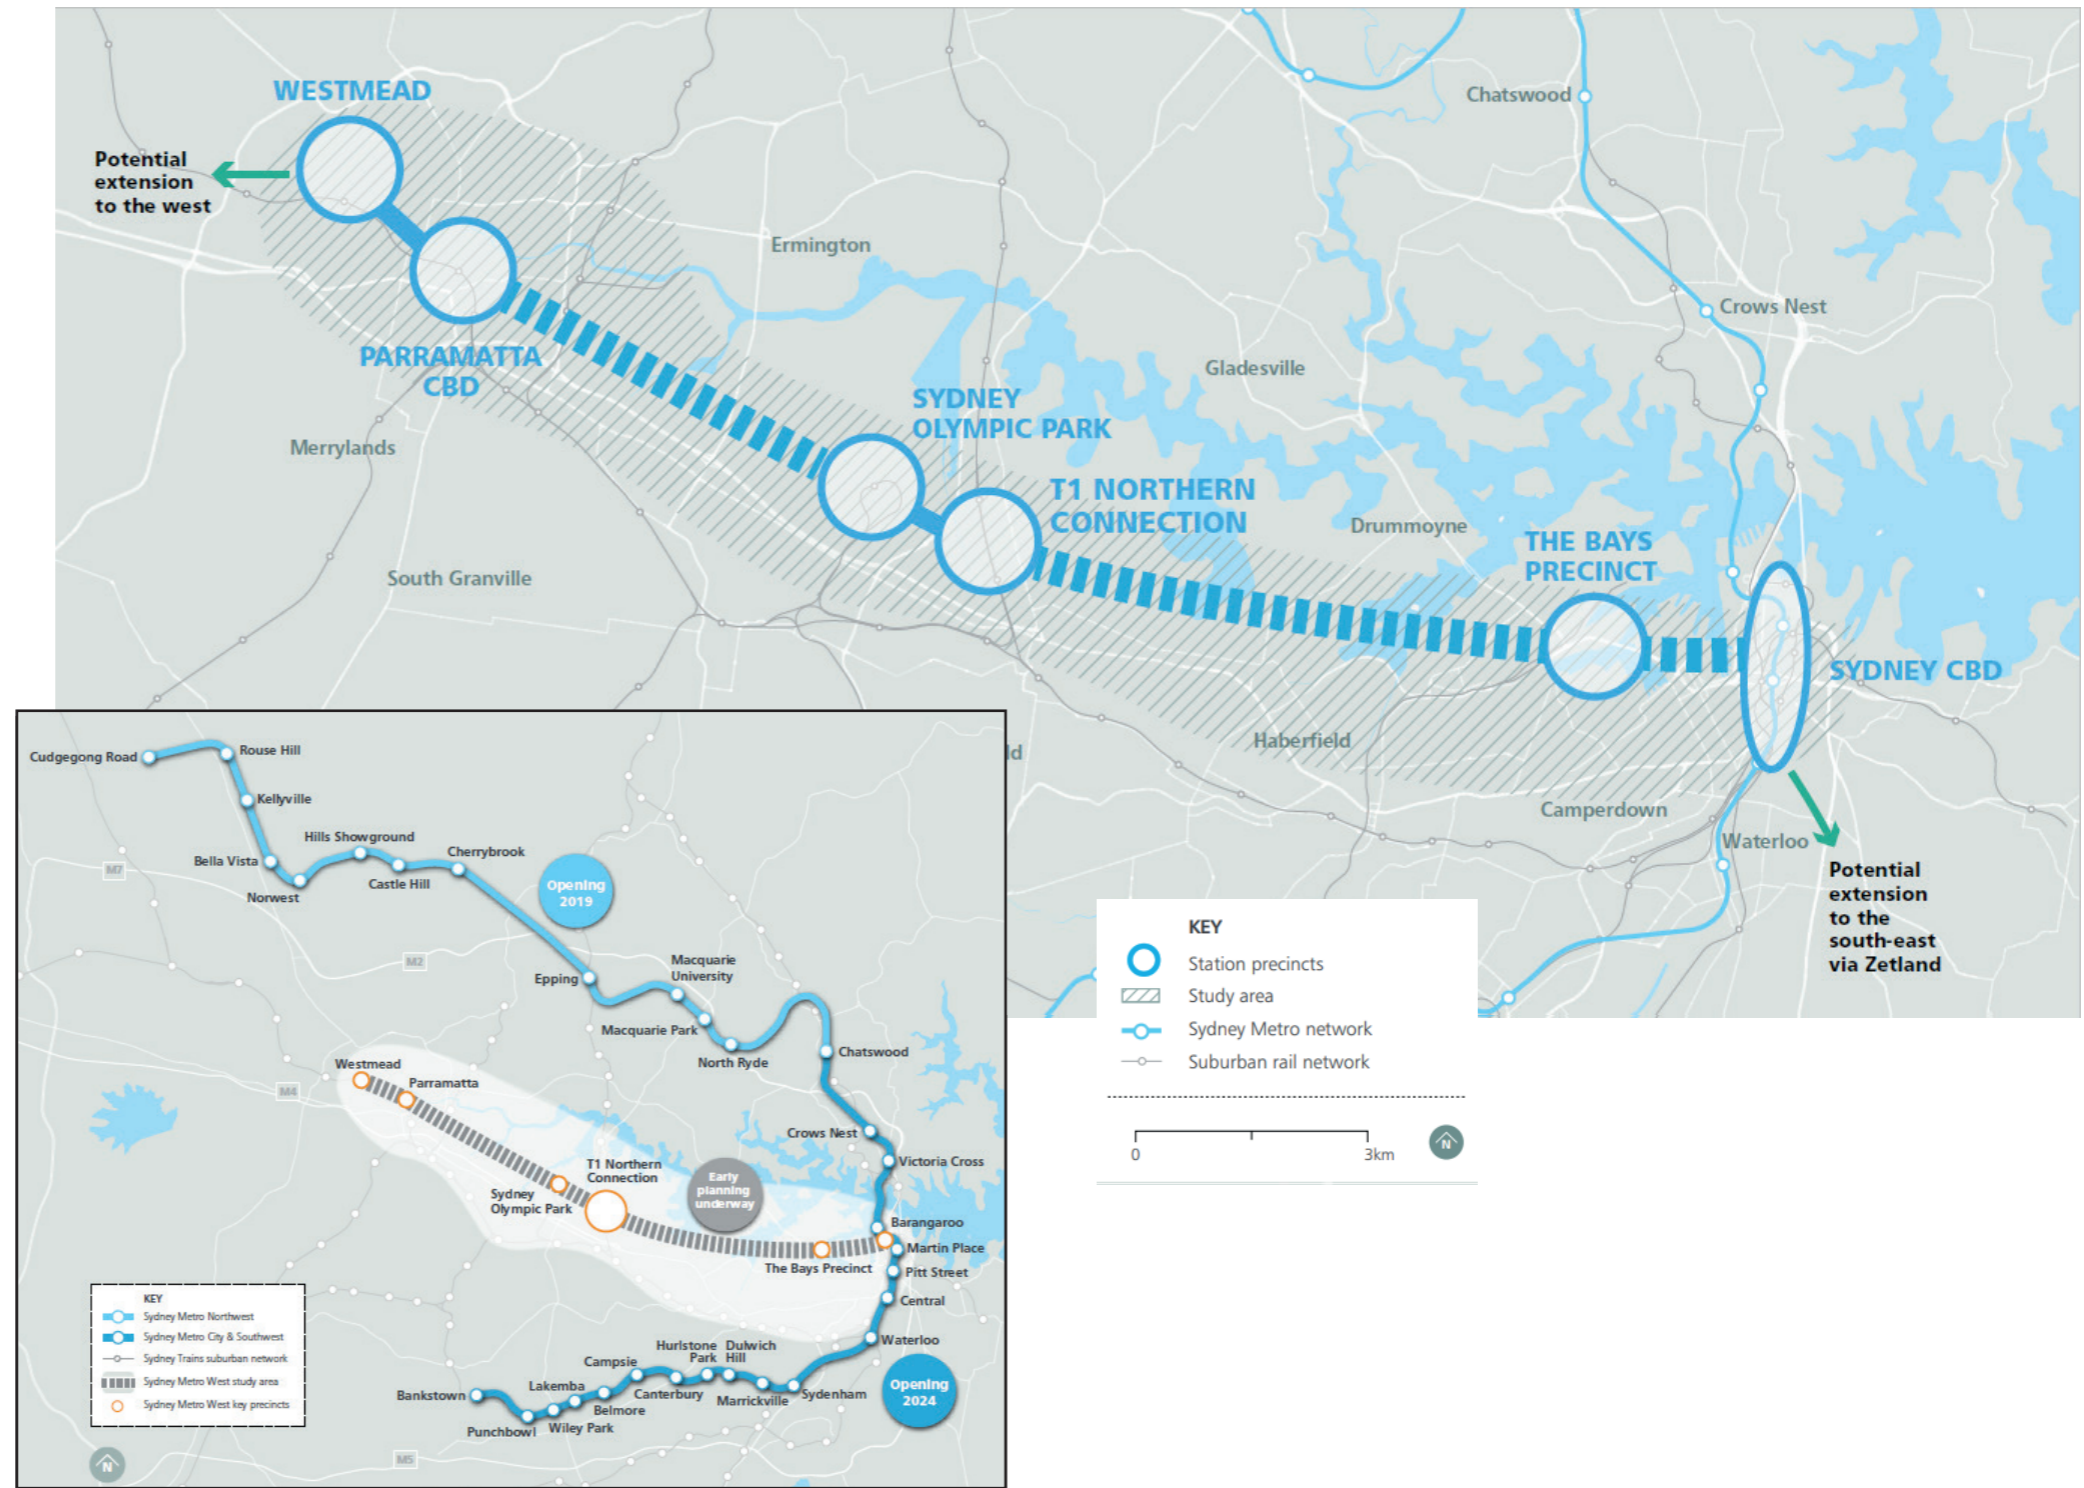 WESTMEAD
Potential
extension
to the west
Chatswood
Ermington
Crows Nest
PARRAMATTA
CBD
Gladesville
SYDNEY
OLYMPIC PARK
Merrylands
T1 NORTHERN
CONNECTION
Drummoyne
THE BAYS
PRECINCT
South Granville
SYDNEY CBD
Haberfield
ld
Camperdown
Waterloo
Potential
extension
to the
south-east
via Zetland
KEY
Station precincts
Study area
Sydney Metro network
Suburban rail network
0
3km
N
Cudgegong Road
Rouse Hill
Kellyville
Hills Showground
Cherrybrook
Bella Vista
Castle Hill
Norwest
M7
Opening
2019
M2
Macquarie
University
Epping
Macquarie Park
North Ryde
Chatswood
Westmead
Parramatta
M4
Crows Nest
Victoria Cross
T1 Northern
Connection
Sydney
Olympic Park
Early
planning
underway
Barangaroo
Martin Place
The Bays Precinct
Pitt Street
Central
Waterloo
Hurlstone
Park
Dulwich
Hill
Campsie
Lakemba
Bankstown
Canterbury
Sydenham
Marrickville
Belmore
Wiley Park
Punchbowl
Opening
2024
M5
KEY
Sydney Metro Northwest
Sydney Metro City & Southwest
Sydney Trains suburban network
Sydney Metro West study area
Sydney Metro West key precincts
N